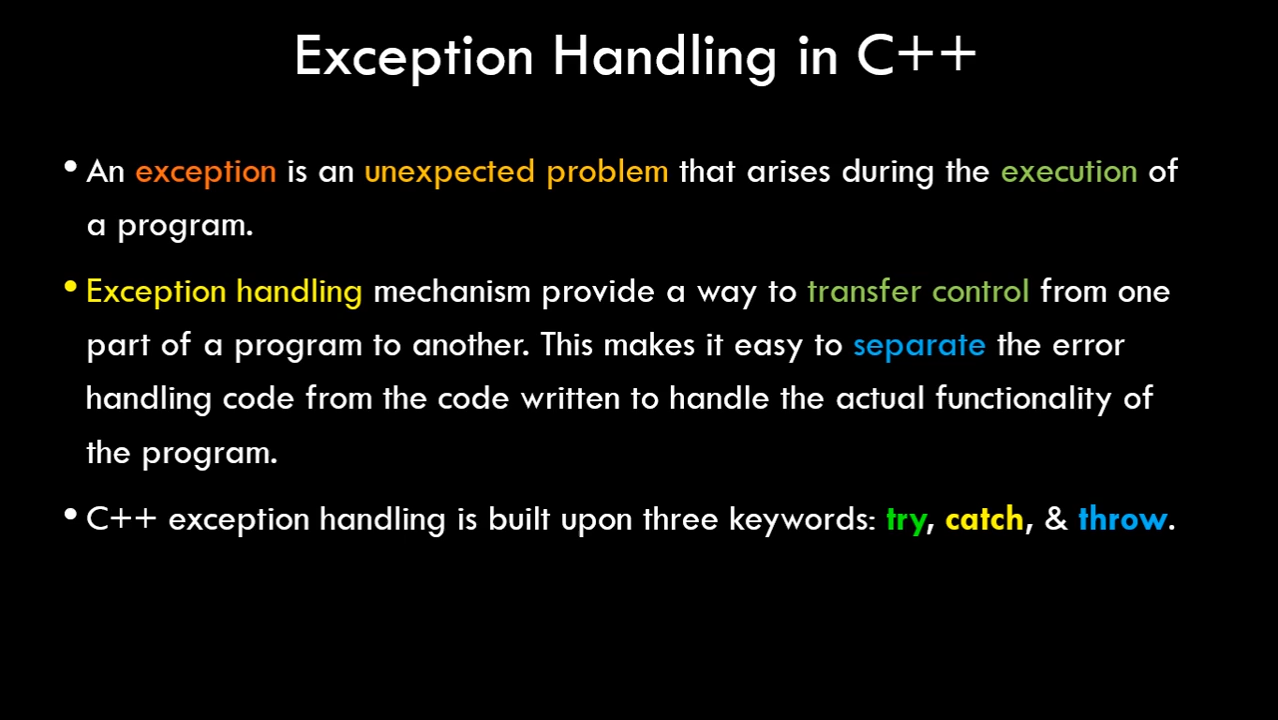 Exception Handling in C++
• An exception is an unexpected problem that arises during the execution of
a program.
• Exception handling mechanism provide a way to transfer control from one
part of a program to another. This makes it easy to separate the error
handling code from the code written to handle the actual functionality of
the program.
• C++ exception handling is built upon three keywords: try, catch, & throw.